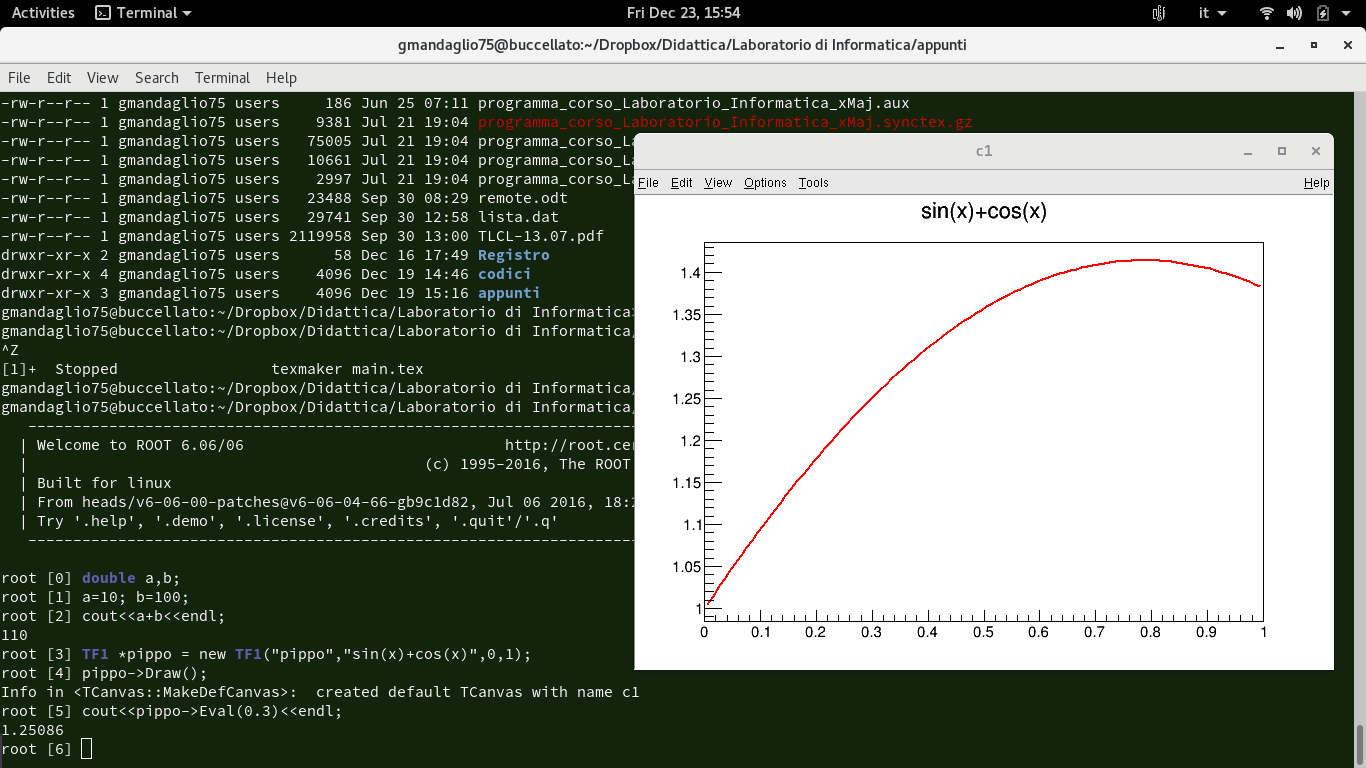 Activities Terminal Fri Dec 23, 15:54 it
gmandaglio75@buccellato:~/Dropbox/Didattica/Laboratorio di Informatica/appunti
File Edit View Search Terminal Help
-rw-r--r-- 1 gmandaglio75 users 186 Jun 25 07:11 programma_corso_Laboratorio_Informatica_xMaj.aux
-rw-r--r-- 1 gmandaglio75 users 9381 Jul 21 19:04 programma_corso_Laboratorio_Informatica_xMaj.synctex.gz
-rw-r--r-- 1 gmandaglio75 users 75005 Jul 21 19:04 programma_corso_La
-rw-r--r-- 1 gmandaglio75 users 10661 Jul 21 19:04 programma_corso_La
-rw-r--r-- 1 gmandaglio75 users 2997 Jul 21 19:04 programma_corso_La
-rw-r--r-- 1 gmandaglio75 users 23488 Sep 30 08:29 remote.odt
-rw-r--r-- 1 gmandaglio75 users 29741 Sep 30 12:58 lista.dat
-rw-r--r-- 1 gmandaglio75 users 2119958 Sep 30 13:00 TLCL-13.07.pdf
drwxr-xr-x 2 gmandaglio75 users 58 Dec 16 17:49 Registro
drwxr-xr-x 4 gmandaglio75 users 4096 Dec 19 14:46 codici
drwxr-xr-x 3 gmandaglio75 users 4096 Dec 19 15:16 appunti
gmandaglio75@buccellato:~/Dropbox/Didattica/Laboratorio di Informatica>
gmandaglio75@buccellato:~/Dropbox/Didattica/Laboratorio di Informatica/
^Z
[1]+ Stopped texmaker main.tex
gmandaglio75@buccellato:~/Dropbox/Didattica/Laboratorio di Informatica/
gmandaglio75@buccellato:~/Dropbox/Didattica/Laboratorio di Informatica/
------------------------------------------------------------
| Welcome to ROOT 6.06/06 http://root.cer
| (c) 1995-2016, The ROOT
| Built for linux
| From heads/v6-06-00-patches@v6-06-04-66-gb9c1d82, Jul 06 2016, 18:2
| Try '.help', '.demo', '.license', '.credits', '.quit'/'.q'
------------------------------------------------------------
root [0] double a,b;
root [1] a=10; b=100;
root [2] cout<<a+b<<endl;
110
root [3] TF1 *pippo = new TF1("pippo","sin(x)+cos(x)",0,1);
root [4] pippo->Draw();
Info in <TCanvas::MakeDefCanvas>: created default TCanvas with name c1
root [5] cout<<pippo->Eval(0.3)<<endl;
1.25086
root [6]
c1
File Edit View Options Tools Help
sin(x)+cos(x)
1.4
1.35
1.3
1.25
1.2
1.15
1.1
1.05
1
0 0.1 0.2 0.3 0.4 0.5 0.6 0.7 0.8 0.9 1